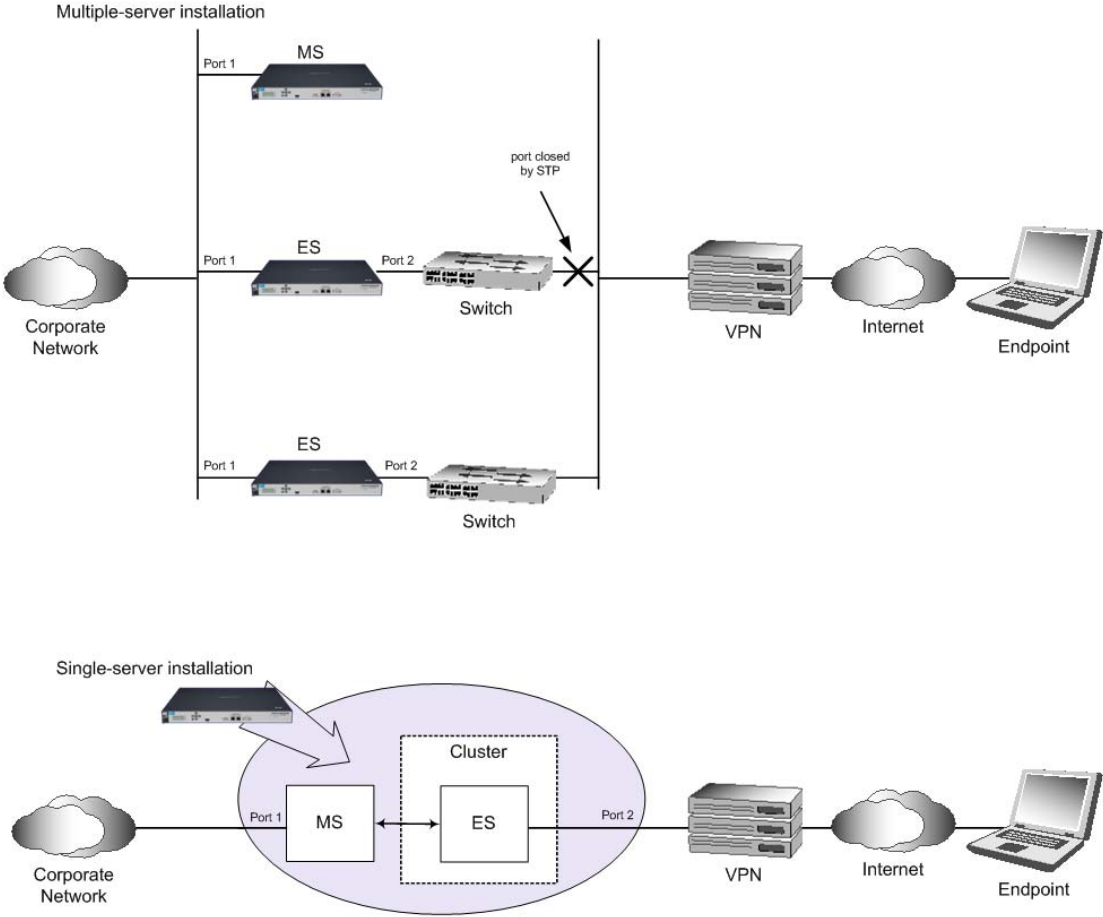 Multiple-server installation
MS
Port 1
port closed
by STP
ES
Port 1
Port 2
Switch
Corporate
Network
VPN
Internet
Endpoint
ES
Port 1
Port 2
Switch
Single-server installation
Cluster
Port 1
MS
ES
Port 2
Corporate
Network
VPN
Internet
Endpoint